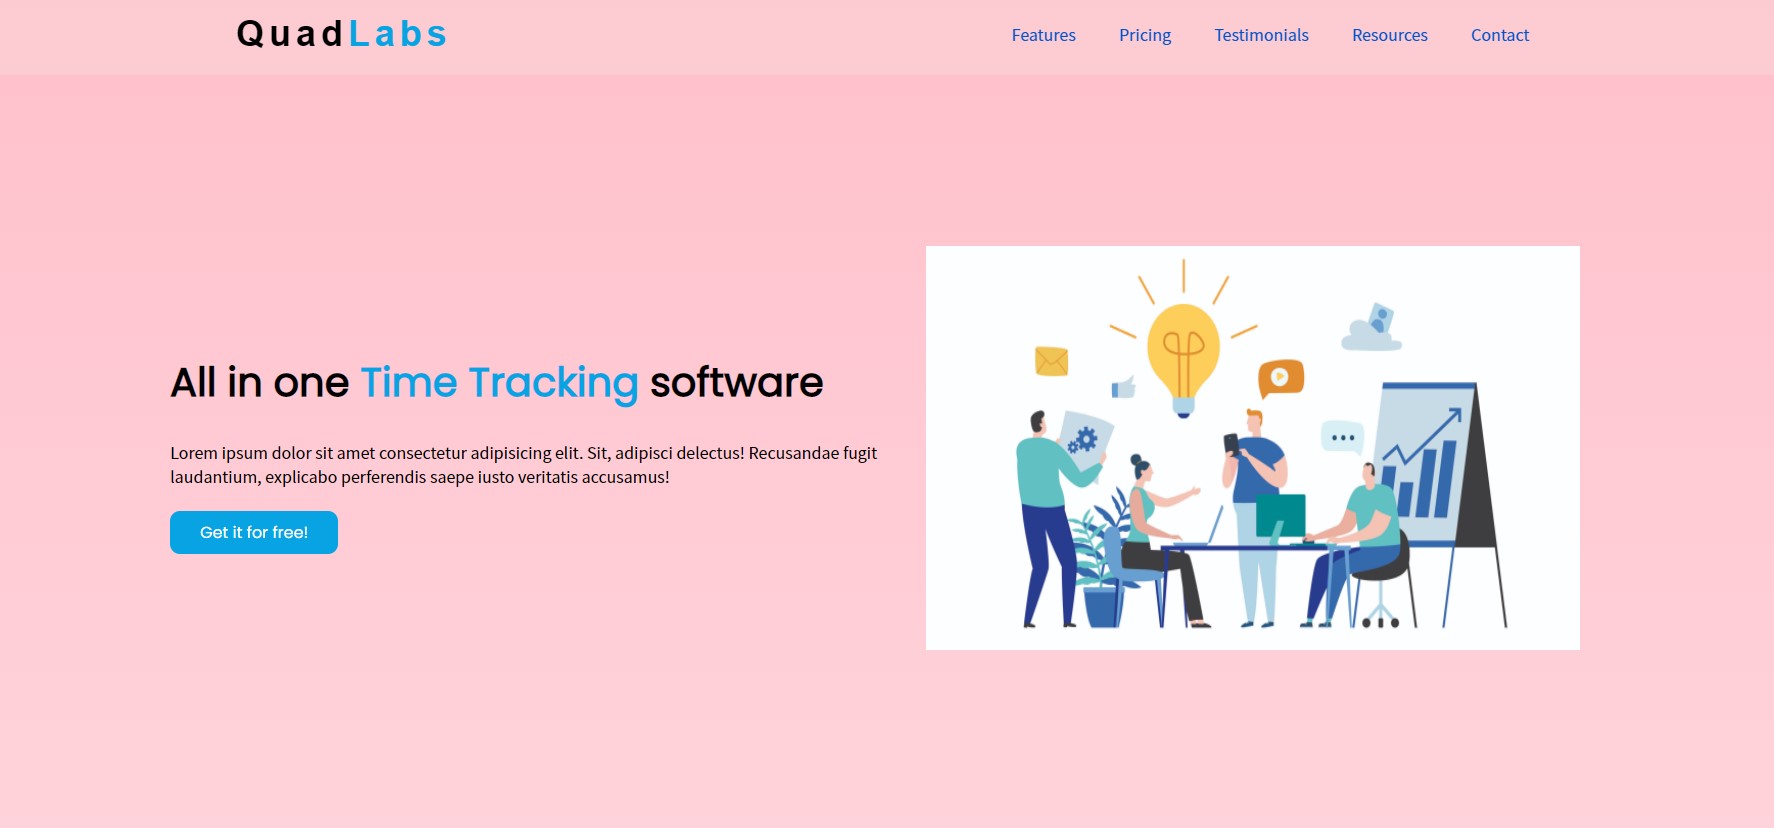 QuadLabs
Features Pricing Testimonials Resources Contact
All in one Time Tracking software
Lorem ipsum dolor sit amet consectetur adipisicing elit. Sit, adipisci delectus! Recusandae fugit
laudantium, explicabo perferendis saepe iusto veritatis accusamus!
Get it for free!